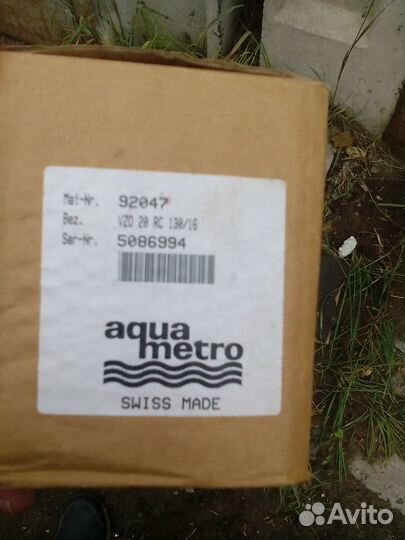 Mat-Nr. 92047
Bez. VZO 20 RC 130/16
Ser-Nr. 5086994
aqua
metro
SWISS MADE
Avito